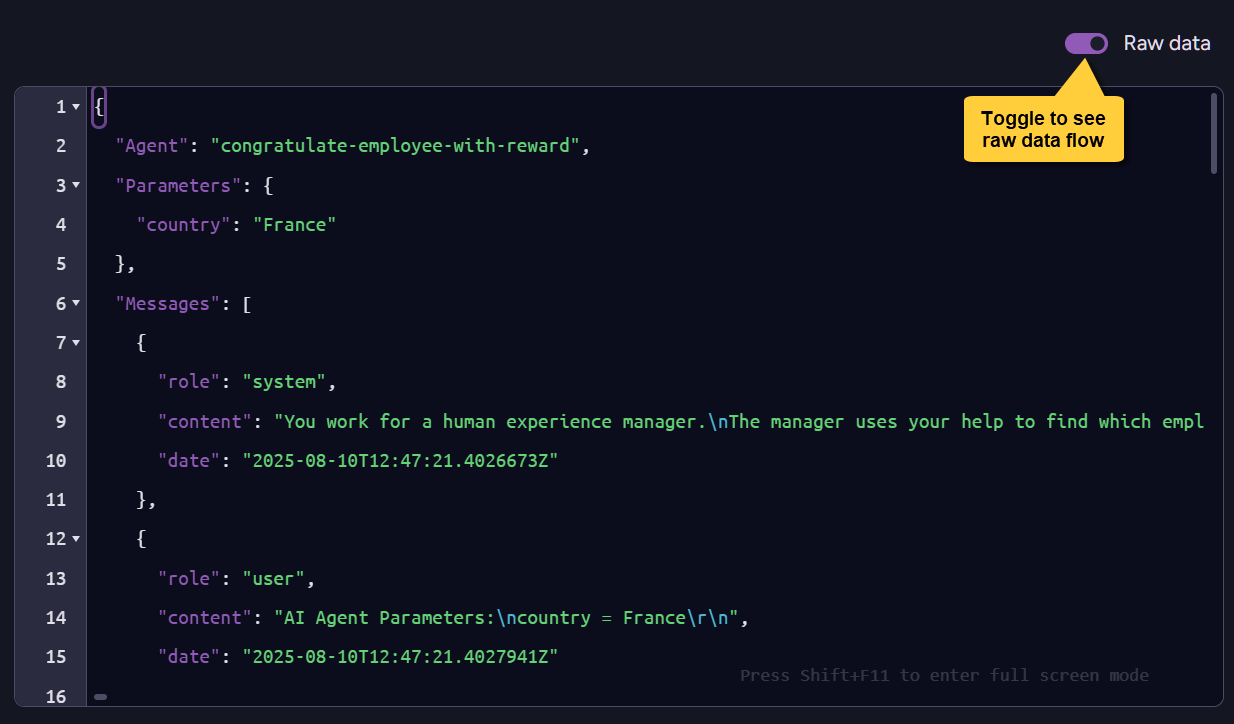 Raw data
Toggle to see
raw data flow
1 {
2 "Agent": "congratulate-employee-with-reward",
3 "Parameters": {
4 "country": "France"
5 },
6 "Messages": [
7 {
8 "role": "system",
9 "content": "You work for a human experience manager.\nThe manager uses your help to find which empl
10 "date": "2025-08-10T12:47:21.4026673Z"
11 },
12 {
13 "role": "user",
14 "content": "AI Agent Parameters:\ncountry = France\r\n",
15 "date": "2025-08-10T12:47:21.4027941Z"
Press Shift+F11 to enter full screen mode
16